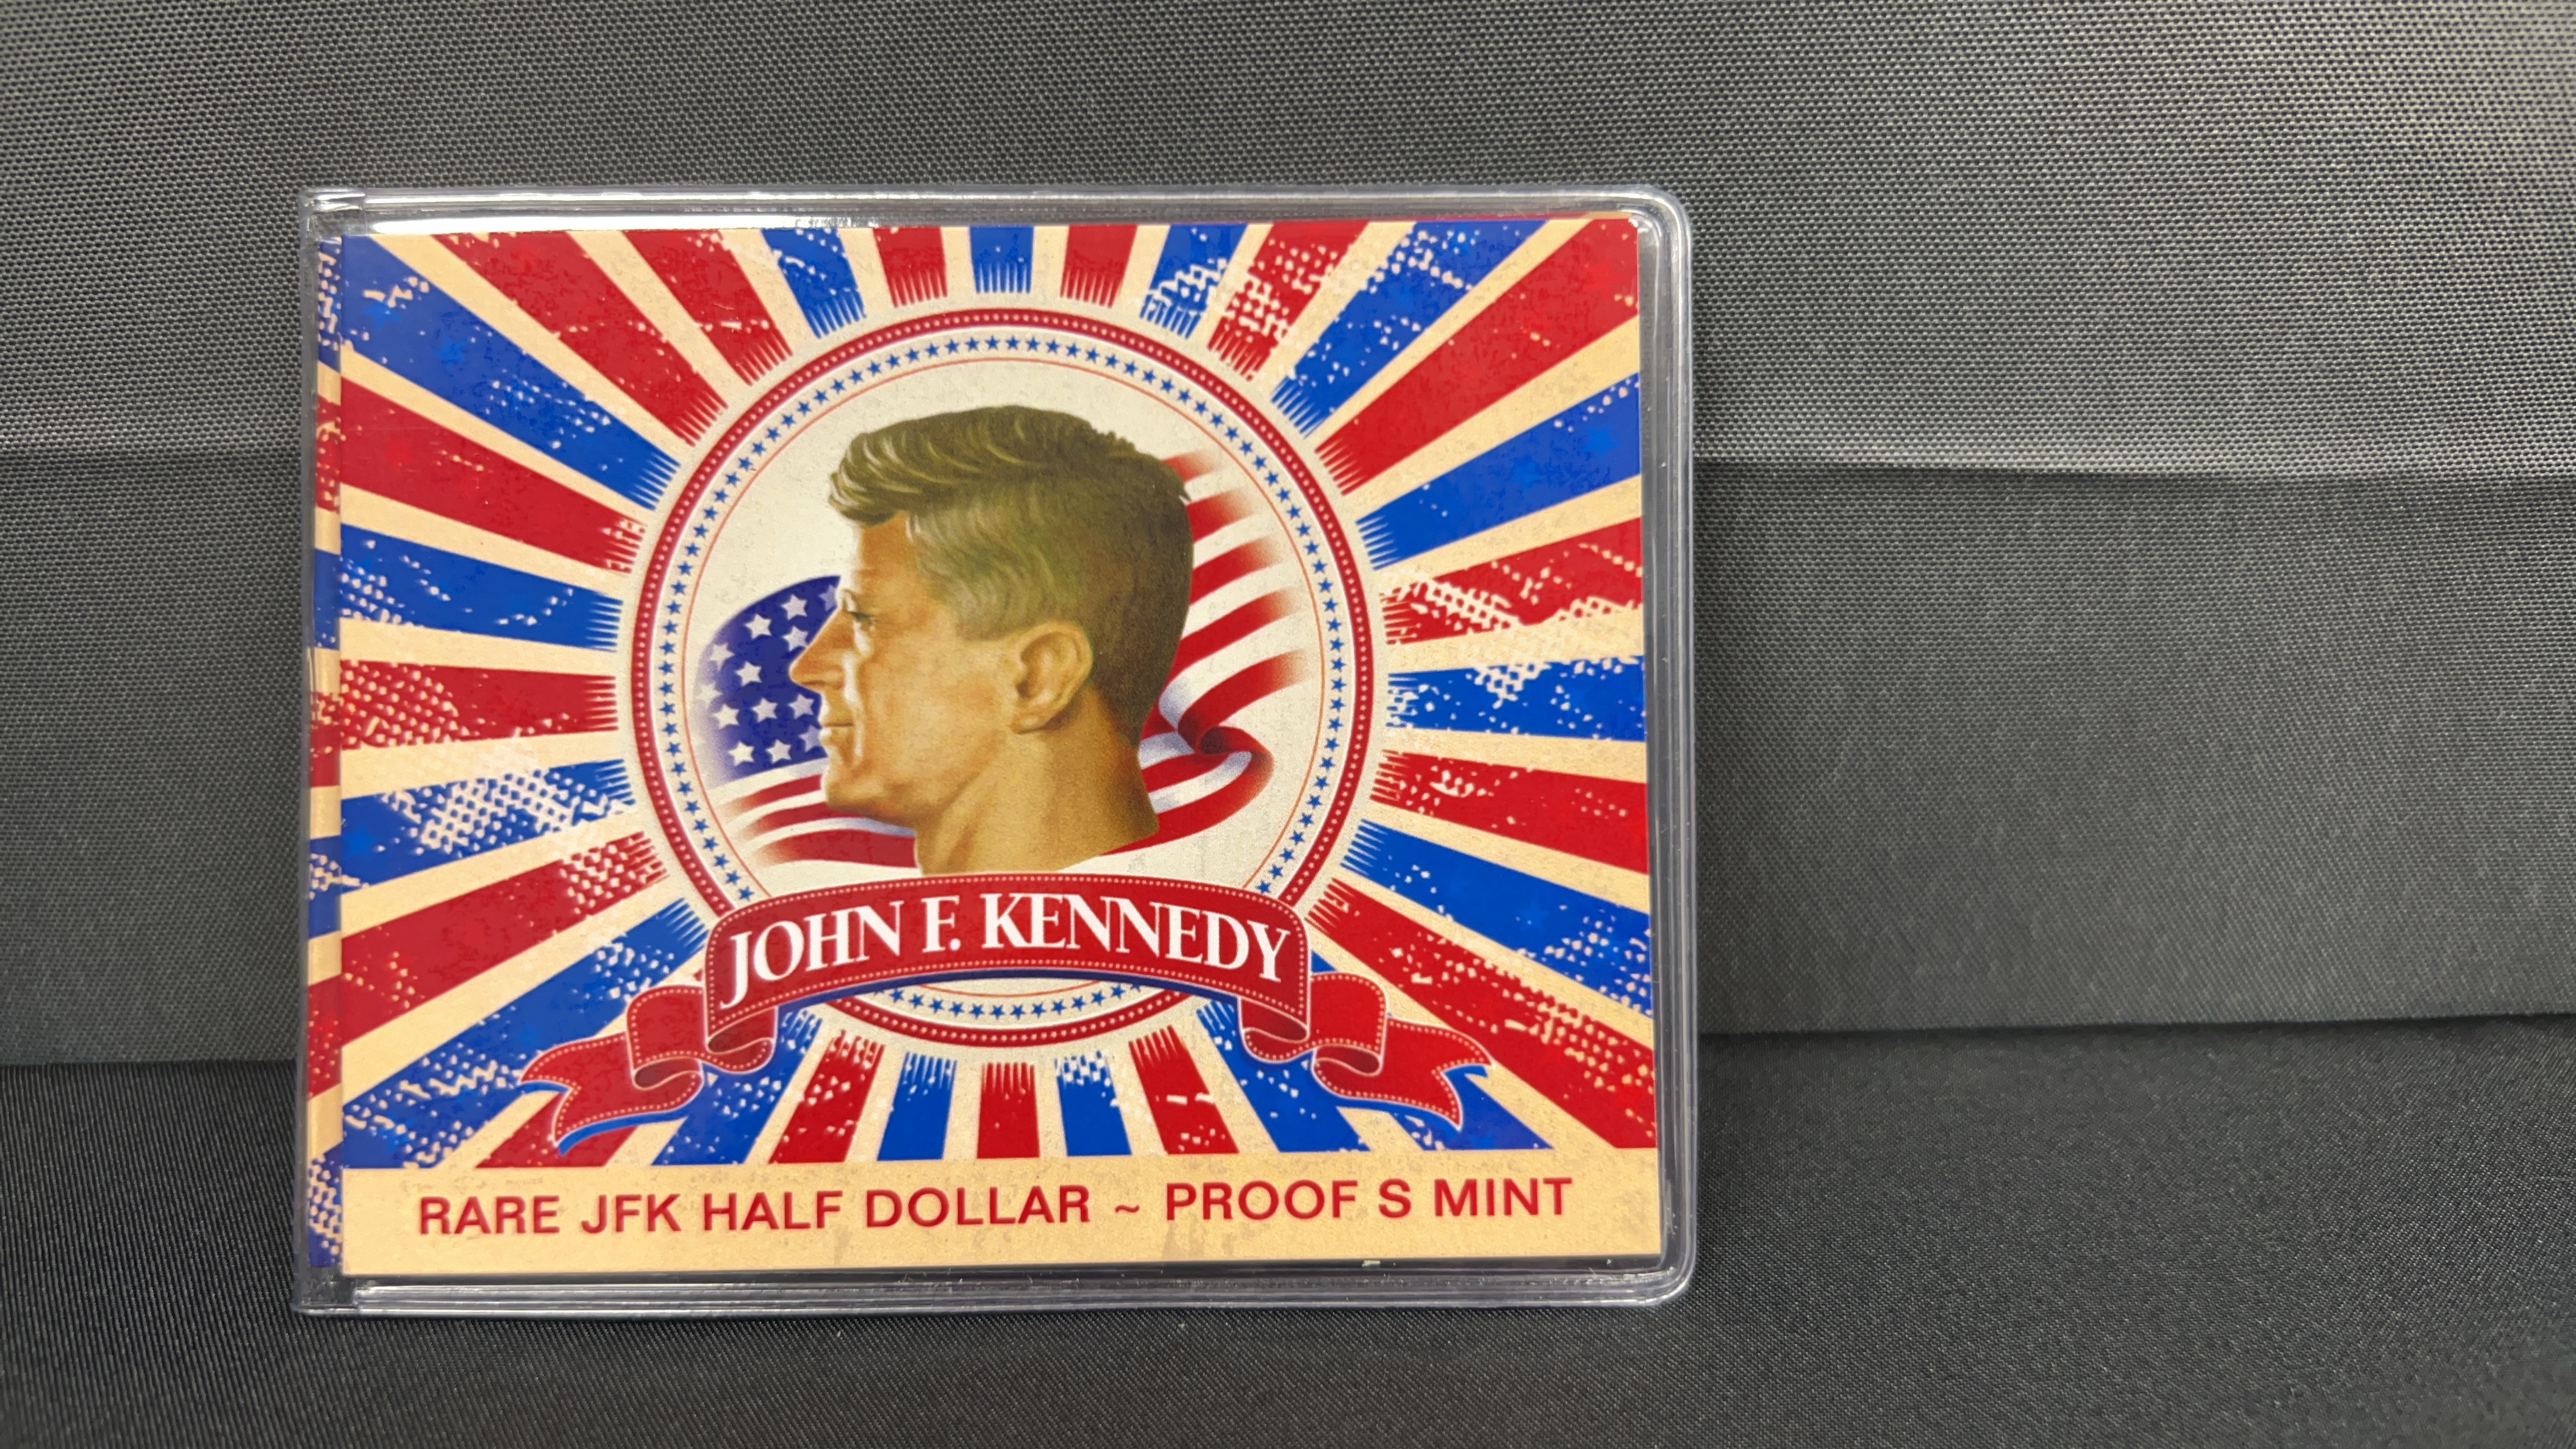 JOHN F. KENNEDY
RARE JFK HALF DOLLAR ~ PROOF S MINT